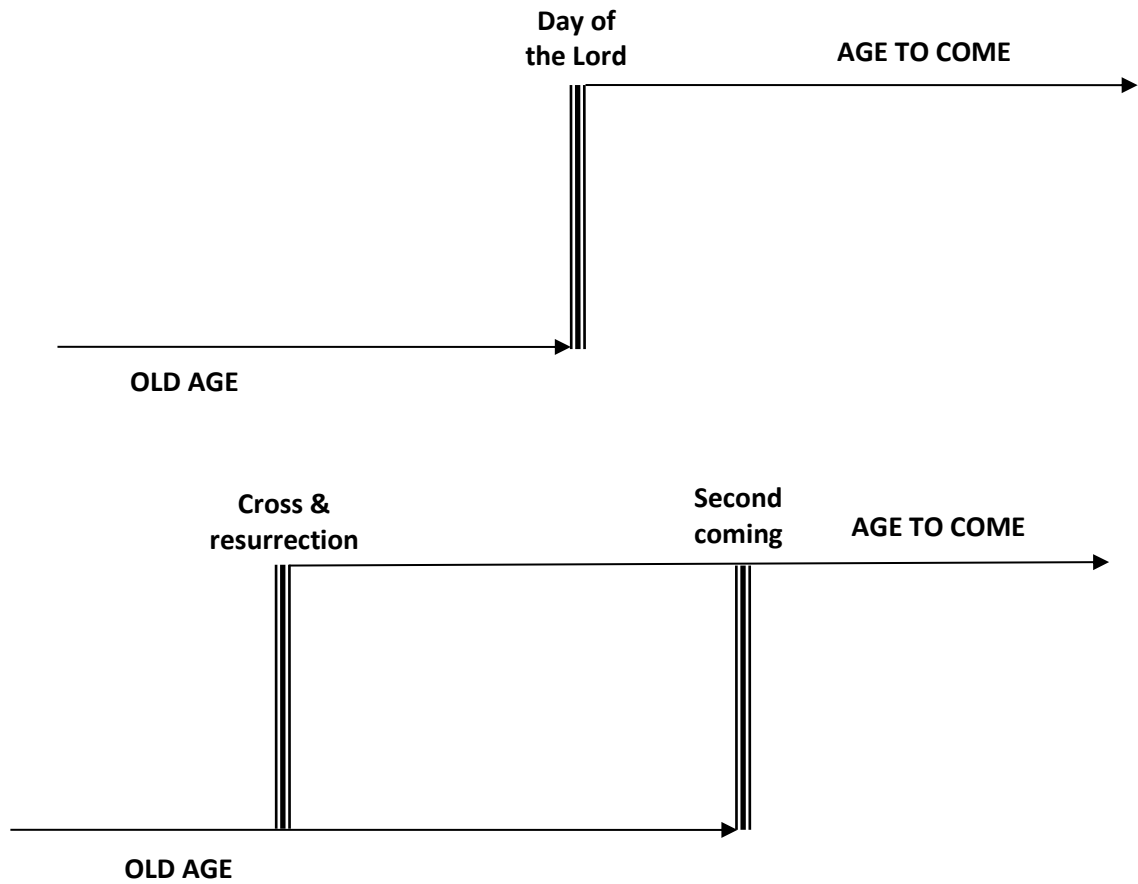 Day of
the Lord
AGE TO COME
OLD AGE
Cross &
resurrection
Second
coming
AGE TO COME
OLD AGE